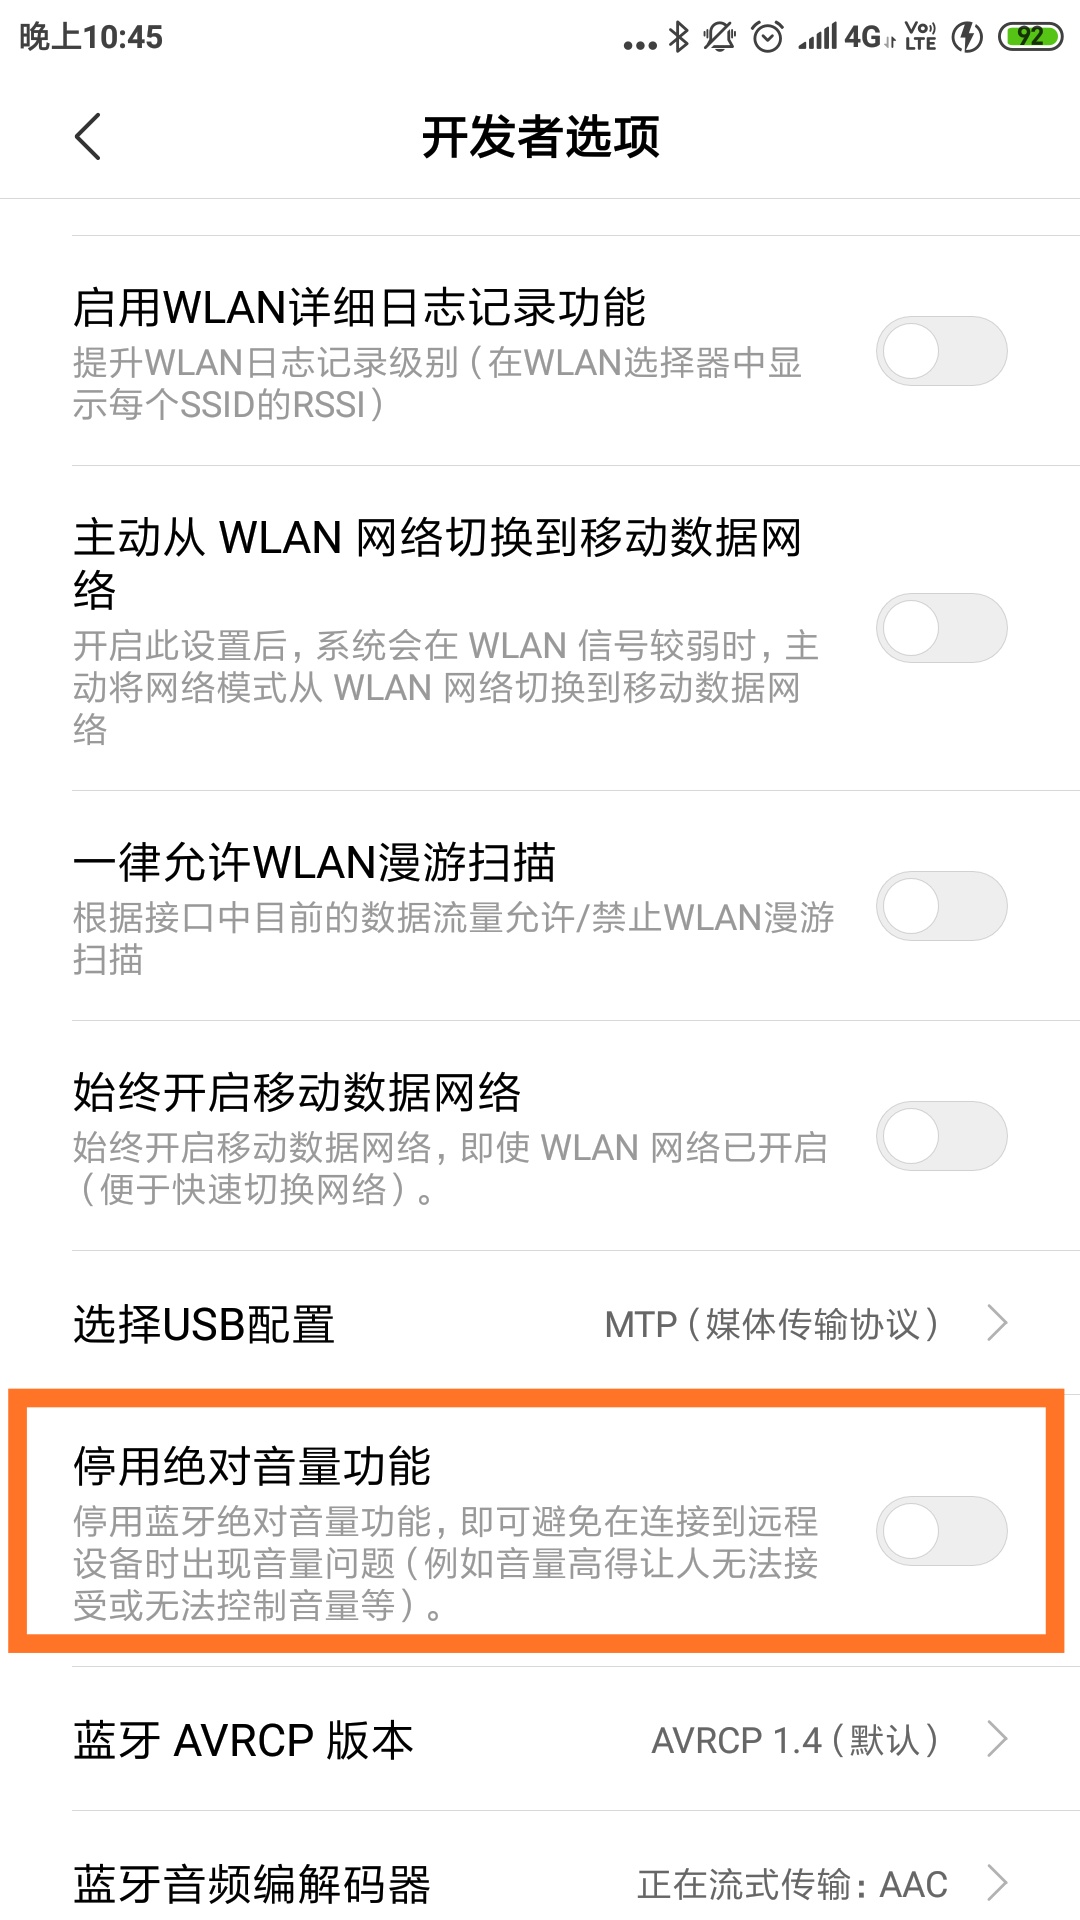 晚上10:45
4G
VoLTE
92
开发者选项
启用WLAN详细日志记录功能
提升WLAN日志记录级别（在WLAN选择器中显
示每个SSID的RSSI）
主动从 WLAN 网络切换到移动数据网
络
开启此设置后，系统会在 WLAN 信号较弱时，主
动将网络模式从 WLAN 网络切换到移动数据网
络
一律允许WLAN漫游扫描
根据接口中目前的数据流量允许/禁止WLAN漫游
扫描
始终开启移动数据网络
始终开启移动数据网络，即使 WLAN 网络已开启
（便于快速切换网络）。
选择USB配置
MTP（媒体传输协议）
停用绝对音量功能
停用蓝牙绝对音量功能，即可避免在连接到远程
设备时出现音量问题（例如音量高得让人无法接
受或无法控制音量等）。
蓝牙 AVRCP 版本
AVRCP 1.4（默认）
蓝牙音频编解码器
正在流式传输：AAC